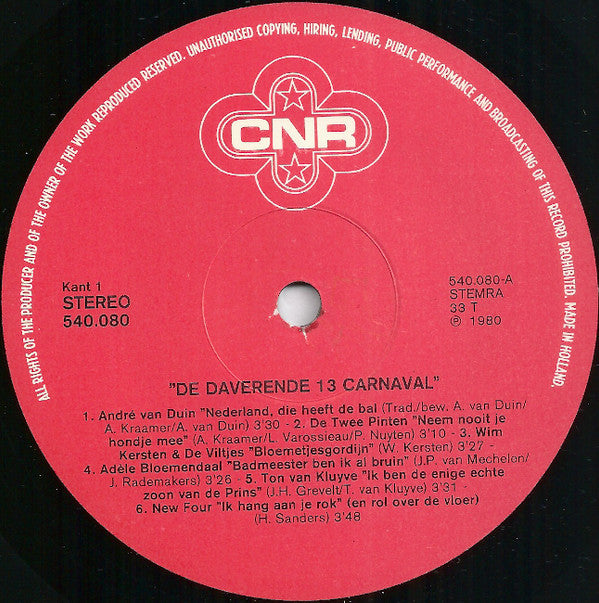 ALL RIGHTS OF THE PRODUCER AND OF THE OWNER OF THE WORK REPRODUCED RESERVED. UNAUTHORISED COPYING, HIRING, LENDING, PUBLIC PERFORMANCE AND BROADCASTING OF THIS RECORD PROHIBITED. MADE IN HOLLAND.
CNR
Kant 1
STEREO
540.080
540.080-A
STEMRA
33 T
℗ 1980
"DE DAVERENDE 13 CARNAVAL"
1. André van Duin "Nederland, die heeft de bal (Trad./bew. A. van Duin/
A. Kraamer/A. van Duin) 3'30 - 2. De Twee Pinten "Neem nooit je
hondje mee" (A. Kraamer/L. Varossieau/P. Nuyten) 3'10 - 3. Wim
Kersten & De Viltjes "Bloemetjesgordijn" (W. Kersten) 3'27 -
4. Adèle Bloemendaal "Badmeester ben ik al bruin" (J.P. van Mechelen/
J. Rademakers) 3'26 - 5. Ton van Kluyve "Ik ben de enige echte
zoon van de Prins" (J.H. Grevelt/T. van Kluyve) 3'31 -
6. New Four "Ik hang aan je rok" (en rol over de vloer)
(H. Sanders) 3'48